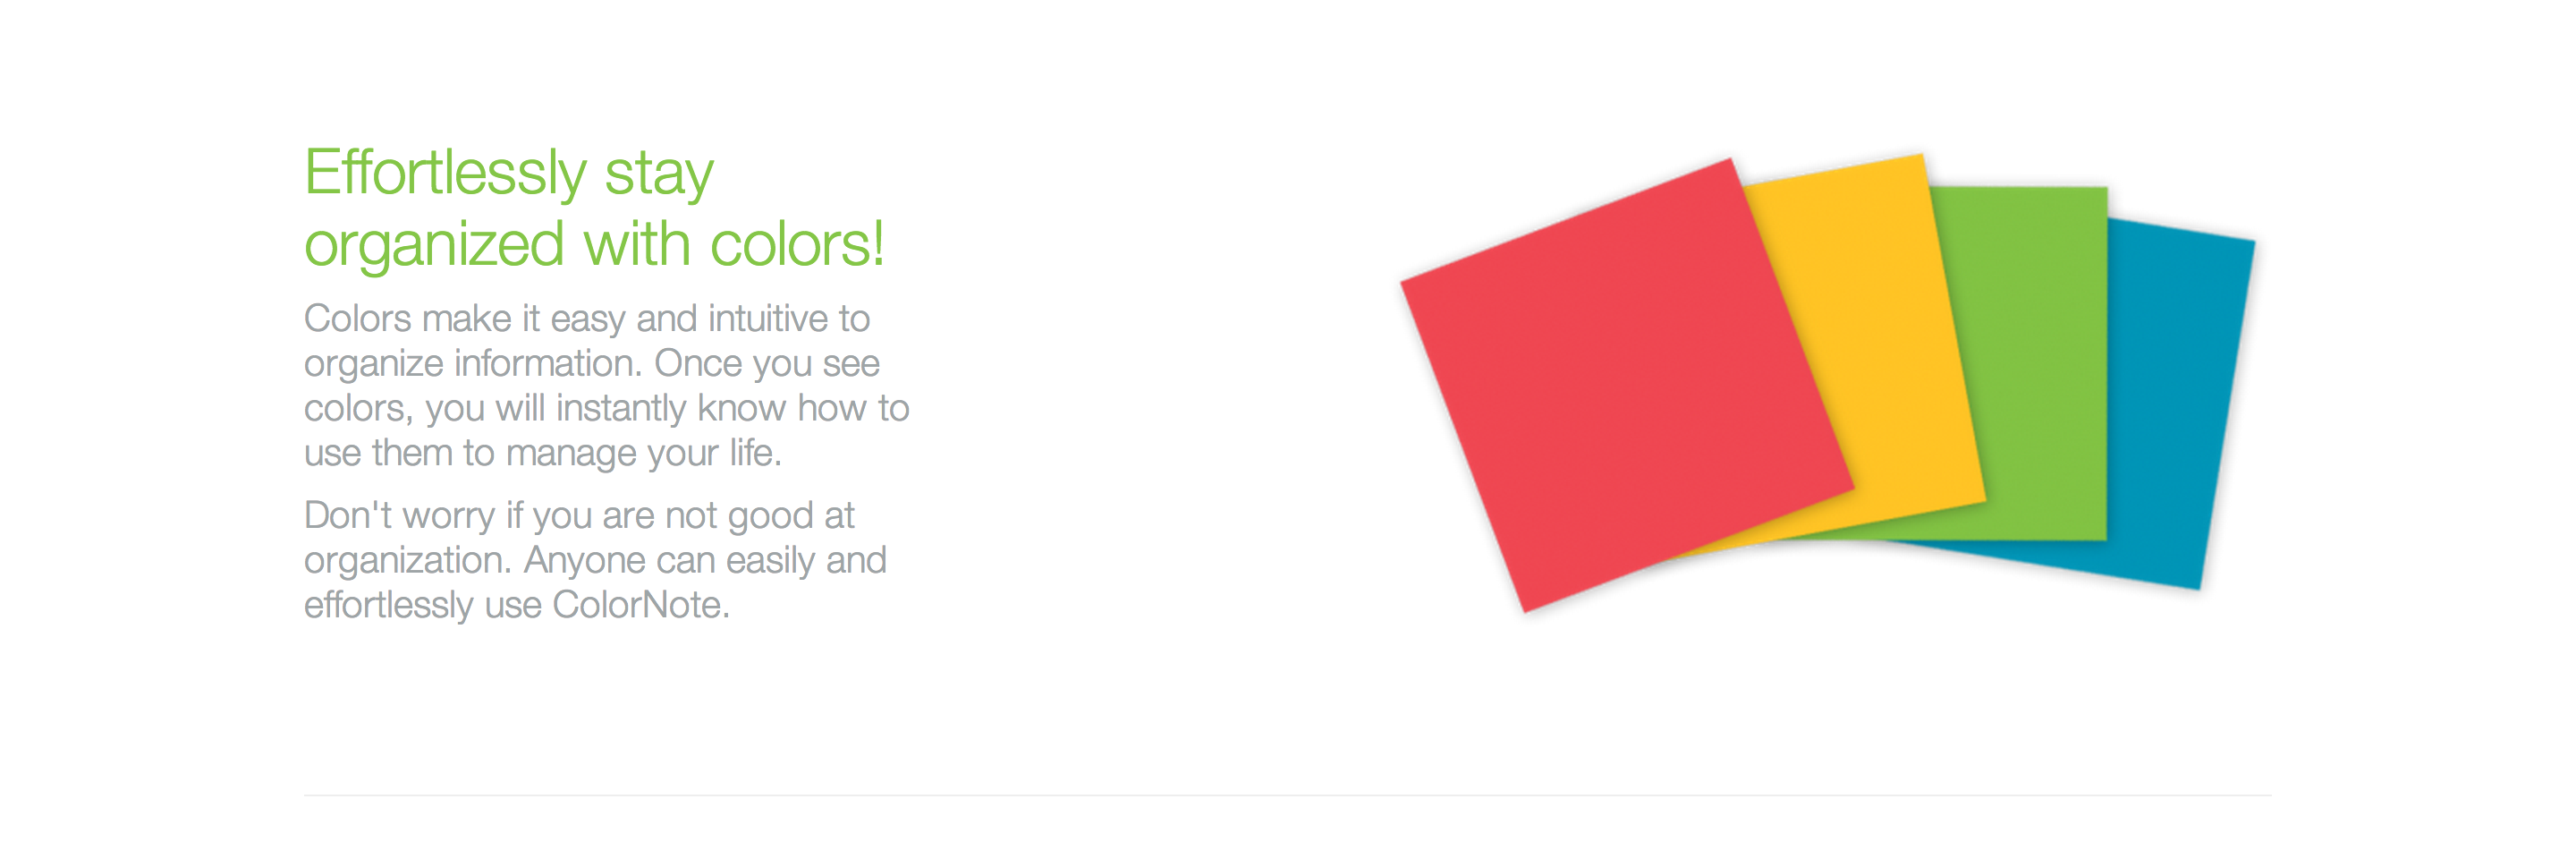 Effortlessly stay
organized with colors!
Colors make it easy and intuitive to
organize information. Once you see
colors, you will instantly know how to
use them to manage your life.
Don't worry if you are not good at
organization. Anyone can easily and
effortlessly use ColorNote.